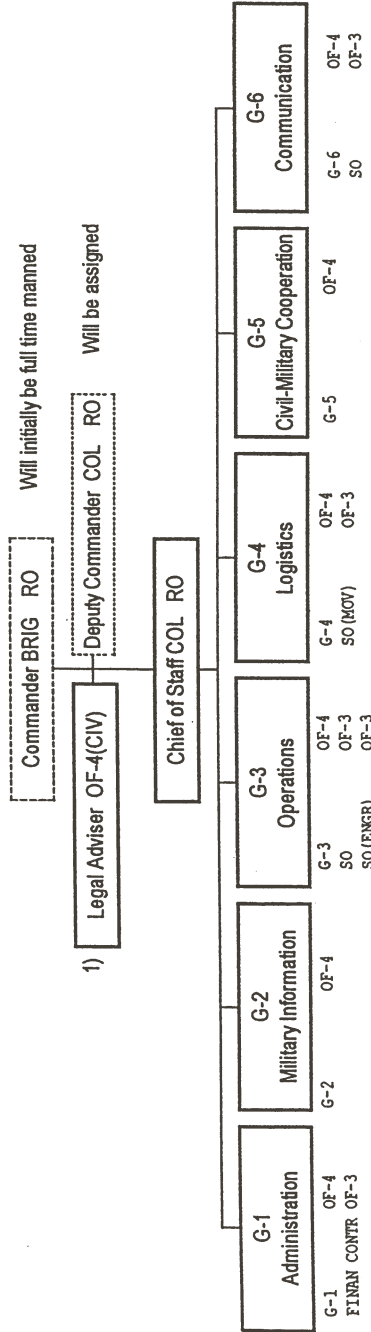 Commander BRIG RO
Will initially be full time manned
1)
Legal Adviser OF-4(CIV)
Deputy Commander COL RO
Will be assigned
Chief of Staff COL RO
G-1
Administration
G-1 OF-4
FINAN CONTR OF-3
G-2
Military Information
G-2 OF-4
G-3
Operations
G-3 OF-4
SO OF-3
SO(ENGR) OF-3
G-4
Logistics
G-4 OF-4
SO(MOV) OF-3
G-5
Civil-Military Cooperation
G-5 OF-4
G-6
Communication
G-6 OF-4
SO OF-3